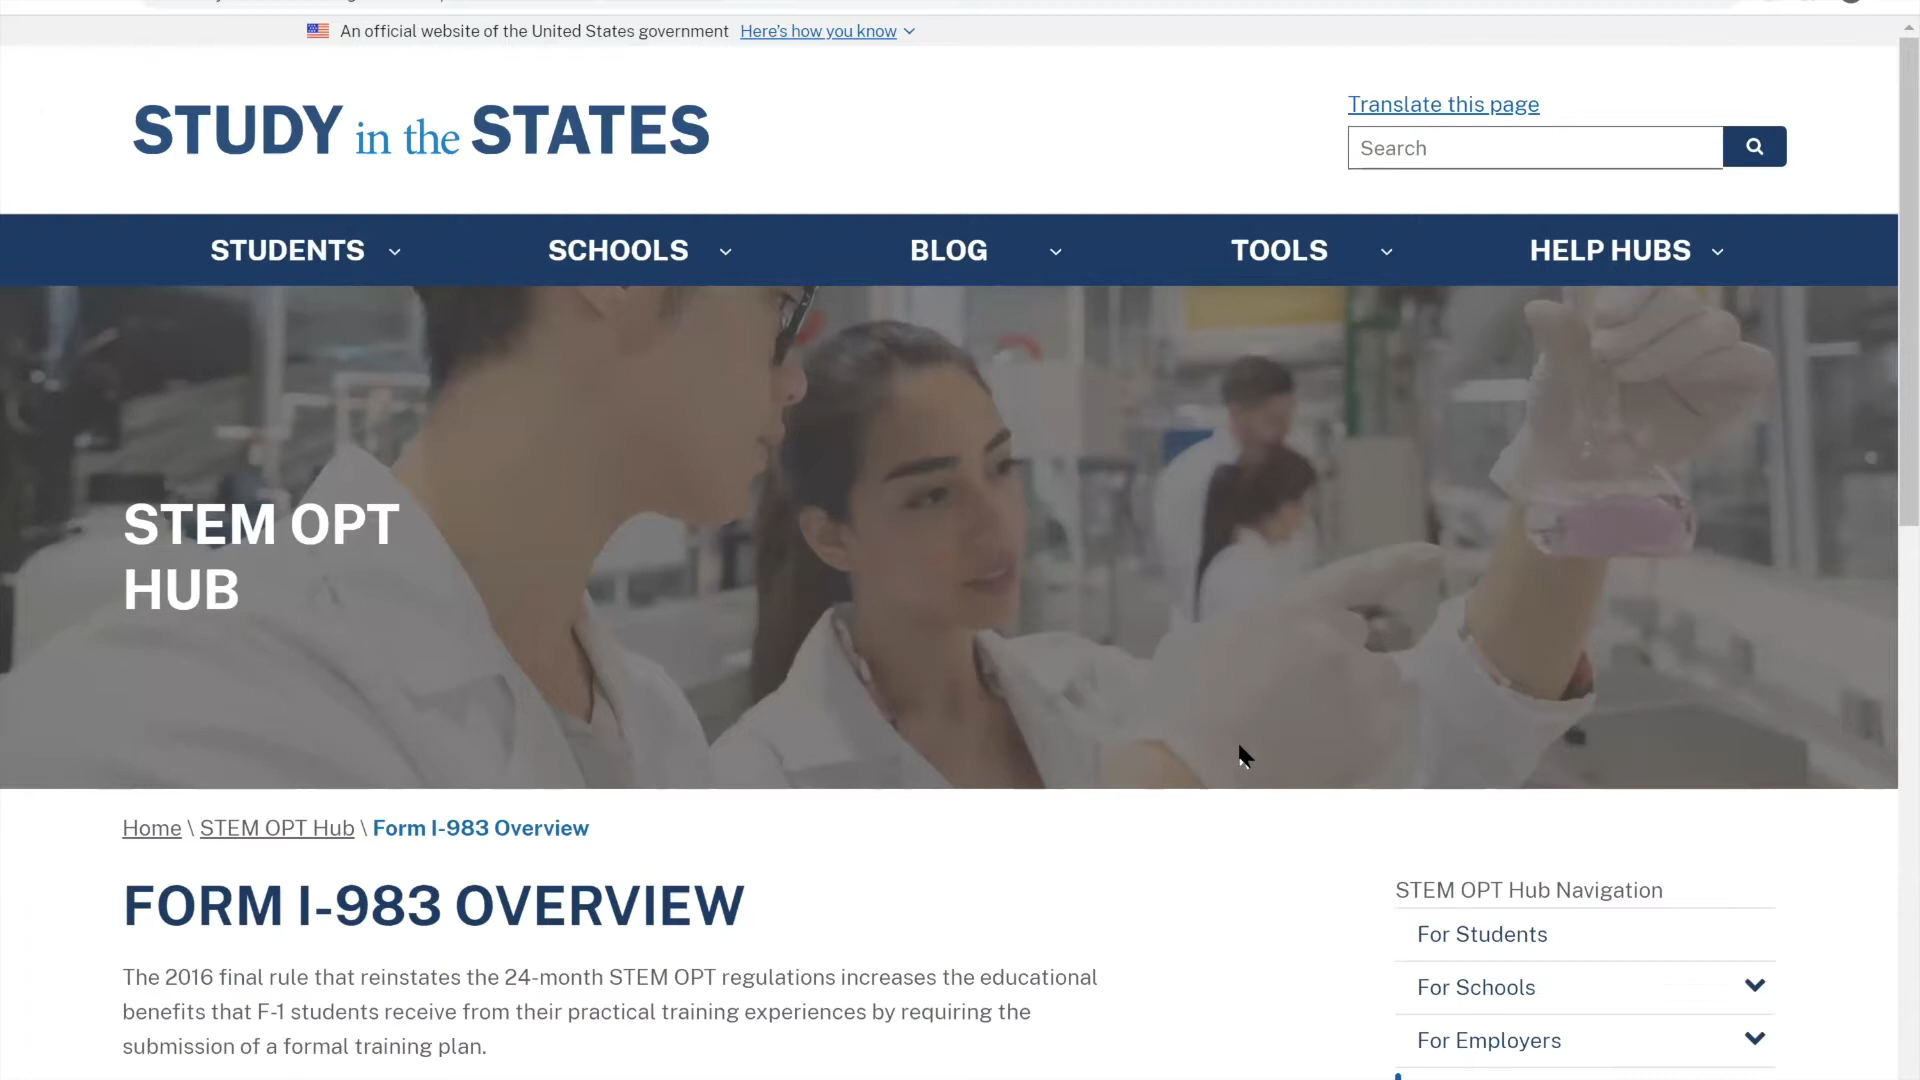 An official website of the United States government Here's how you know
STUDY in the STATES
Translate this page
Search
STUDENTS
SCHOOLS
BLOG
TOOLS
HELP HUBS
STEM OPT
HUB
Home \ STEM OPT Hub \ Form I-983 Overview
FORM I-983 OVERVIEW
The 2016 final rule that reinstates the 24-month STEM OPT regulations increases the educational
benefits that F-1 students receive from their practical training experiences by requiring the
submission of a formal training plan.
STEM OPT Hub Navigation
For Students
For Schools
For Employers